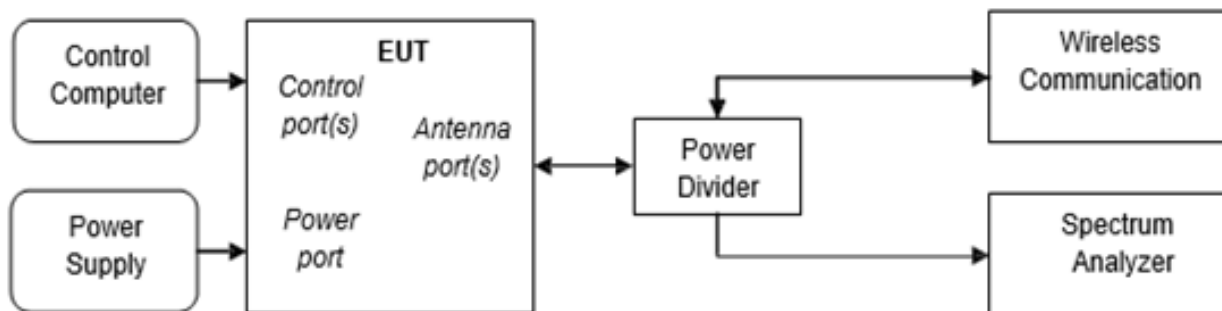 Control
Computer
Power
Supply
EUT
Control
port(s)
Antenna
port(s)
Power
port
Power
Divider
Wireless
Communication
Spectrum
Analyzer